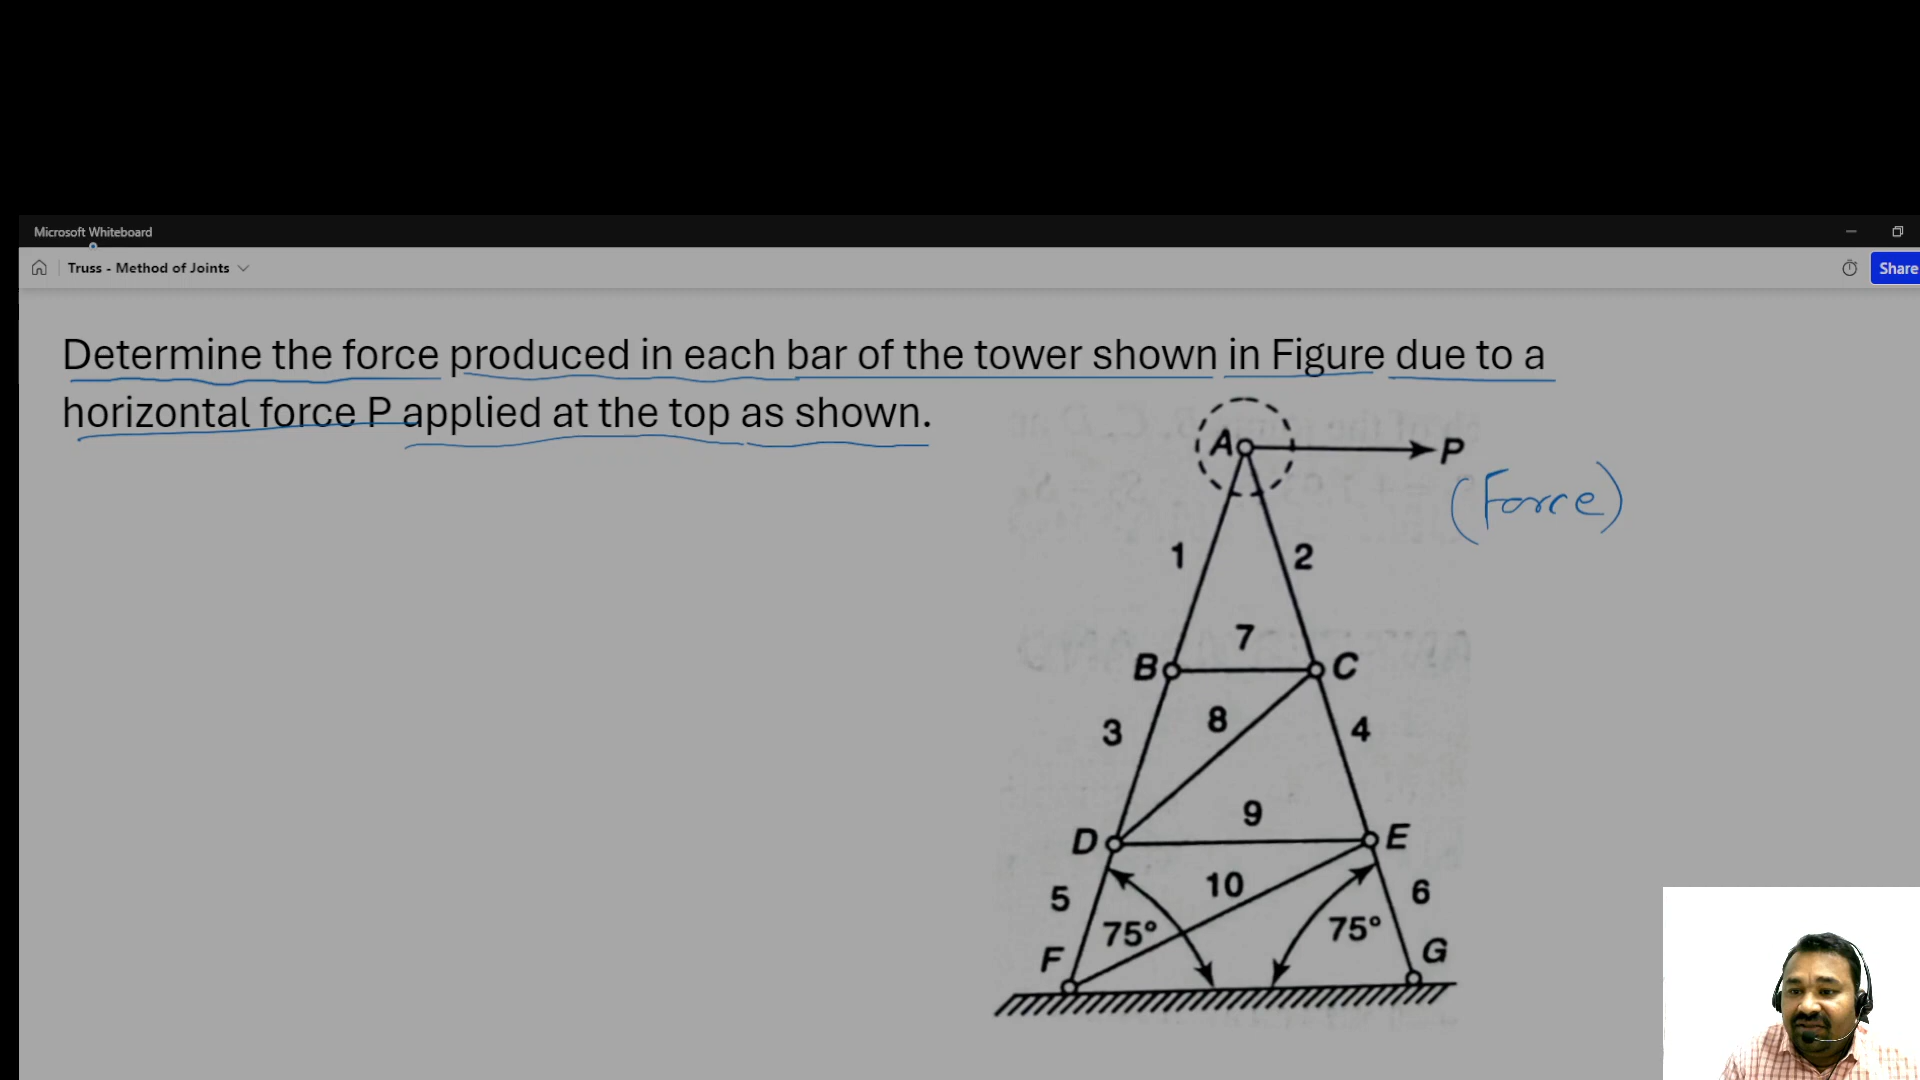 Microsoft Whiteboard
Truss - Method of Joints
Share
Determine the force produced in each bar of the tower shown in Figure due to a
horizontal force P applied at the top as shown.
A
P
(Force)
1
2
7
B
C
3
8
4
9
D
E
5
10
6
75°
75°
F
G